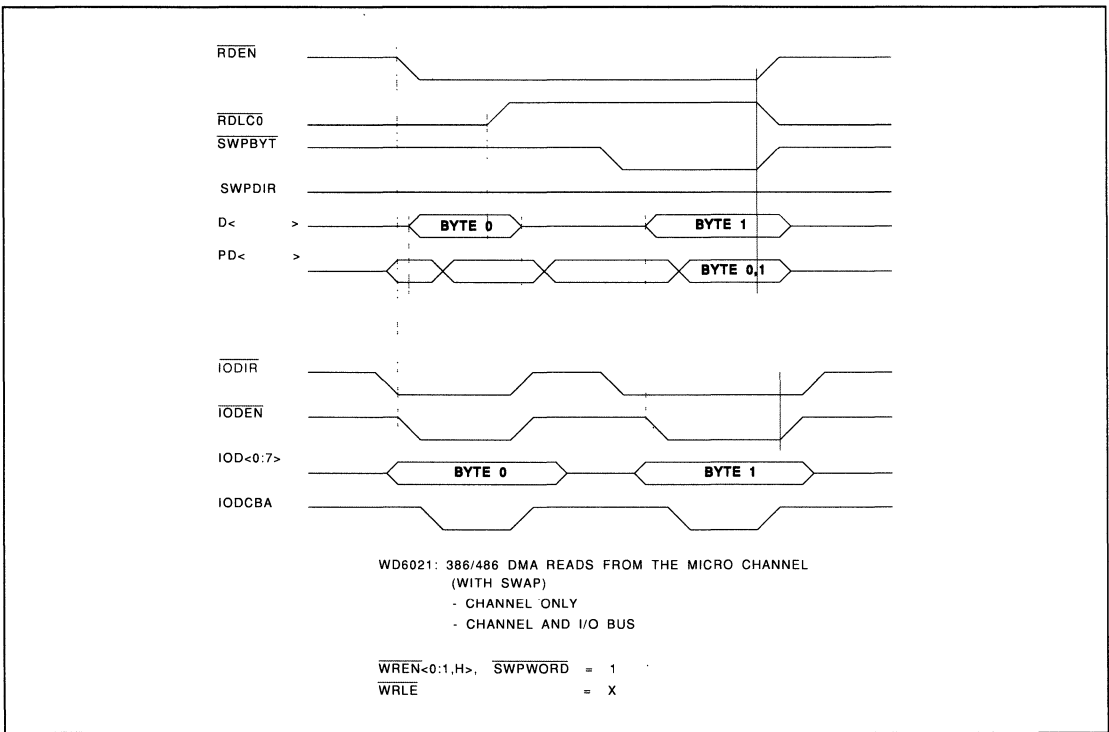 RDEN
RDLC0
SWPBYT
SWPDIR
D< > BYTE 0 BYTE 1
PD< > BYTE 0,1
IODIR
IODEN
IOD<0:7> BYTE 0 BYTE 1
IODCBA
WD6021: 386/486 DMA READS FROM THE MICRO CHANNEL
(WITH SWAP)
- CHANNEL ONLY
- CHANNEL AND I/O BUS
WREN<0:1,H>, SWPWORD = 1
WRLE = X